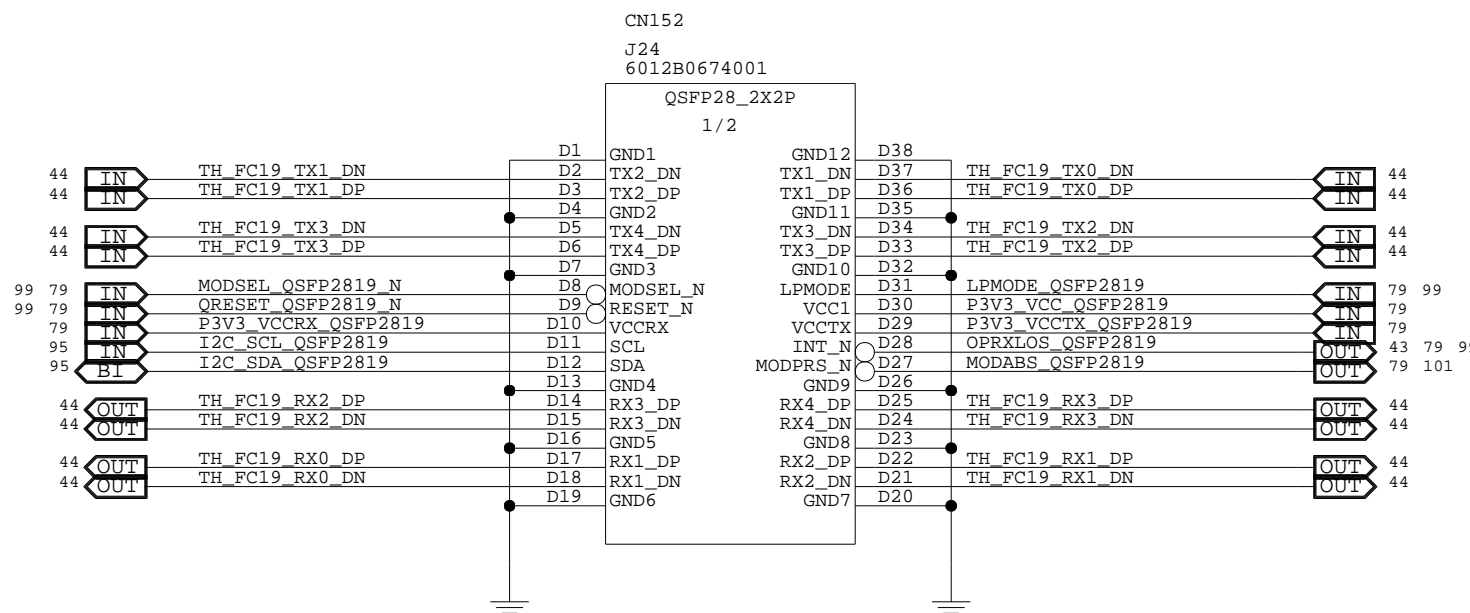 CN152
J24
6012B0674001
QSFP28_2X2P
1/2
D1 GND1 GND12 D38
44 IN TH_FC19_TX1_DN D2 TX2_DN TX1_DN D37 TH_FC19_TX0_DN IN 44
44 IN TH_FC19_TX1_DP D3 TX2_DP TX1_DP D36 TH_FC19_TX0_DP IN 44
D4 GND2 GND11 D35
44 IN TH_FC19_TX3_DN D5 TX4_DN TX3_DN D34 TH_FC19_TX2_DN IN 44
44 IN TH_FC19_TX3_DP D6 TX4_DP TX3_DP D33 TH_FC19_TX2_DP IN 44
D7 GND3 GND10 D32
99 79 IN MODSEL_QSFP2819_N D8 MODSEL_N LPMODE D31 LPMODE_QSFP2819 IN 79 99
99 79 IN QRESET_QSFP2819_N D9 RESET_N VCC1 D30 P3V3_VCC_QSFP2819 IN 79
79 IN P3V3_VCCRX_QSFP2819 D10 VCCRX VCCTX D29 P3V3_VCCTX_QSFP2819 IN 79
95 IN I2C_SCL_QSFP2819 D11 SCL INT_N D28 OPRXLOS_QSFP2819 OUT 43 79
95 BI I2C_SDA_QSFP2819 D12 SDA MODPRS_N D27 MODABS_QSFP2819 OUT 79 101
D13 GND4 GND9 D26
44 OUT TH_FC19_RX2_DP D14 RX3_DP RX4_DP D25 TH_FC19_RX3_DP OUT 44
44 OUT TH_FC19_RX2_DN D15 RX3_DN RX4_DN D24 TH_FC19_RX3_DN OUT 44
D16 GND5 GND8 D23
44 OUT TH_FC19_RX0_DP D17 RX1_DP RX2_DP D22 TH_FC19_RX1_DP OUT 44
44 OUT TH_FC19_RX0_DN D18 RX1_DN RX2_DN D21 TH_FC19_RX1_DN OUT 44
D19 GND6 GND7 D20